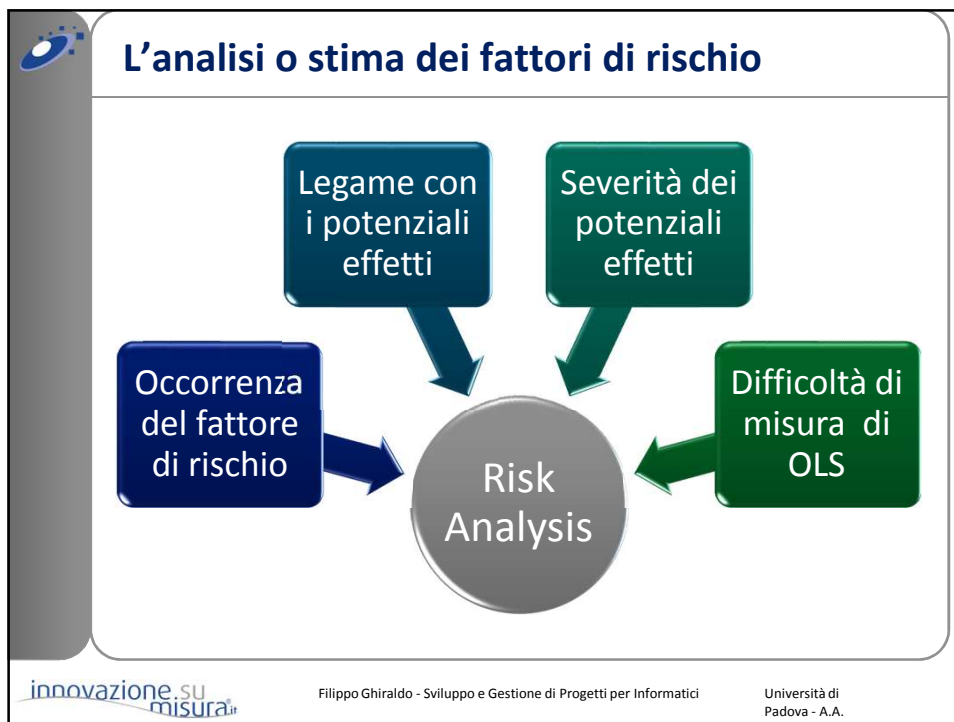 L'analisi o stima dei fattori di rischio
Legame con
i potenziali
effetti
Severità dei
potenziali
effetti
Occorrenza
del fattore
di rischio
Difficoltà di
misura di
OLS
Risk
Analysis
innovazione.su
misura.it
Filippo Ghiraldo - Sviluppo e Gestione di Progetti per Informatici
Università di
Padova - A.A.